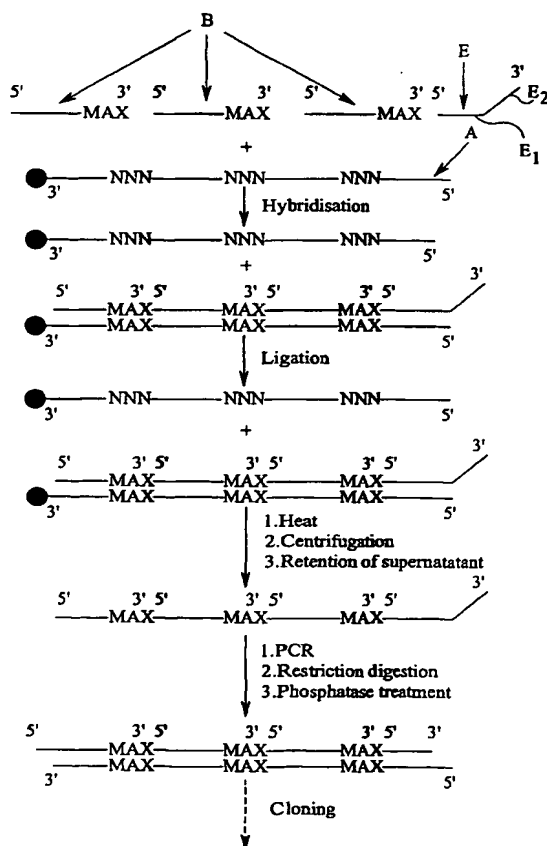 B
E
3'
5' 3' 5' 3' 5' 3' 5' E2
MAX MAX MAX
A
E1
+
NNN NNN NNN
3' 5'
Hybridisation
NNN NNN NNN
3' 5'
+
3'
5' 3' 5' 3' 5' 3' 5'
MAX MAX MAX
MAX MAX MAX
3' 5'
Ligation
NNN NNN NNN
3' 5'
+
3'
5' 3' 5' 3' 5' 3' 5'
MAX MAX MAX
MAX MAX MAX
3' 5'
1.Heat
2.Centrifugation
3.Retention of supernatatant
3'
5' 3' 5' 3' 5' 3' 5'
MAX MAX MAX
1.PCR
2.Restriction digestion
3.Phosphatase treatment
5' 3' 5' 3' 5' 3' 5' 3'
MAX MAX MAX
MAX MAX MAX
3' 5'
Cloning